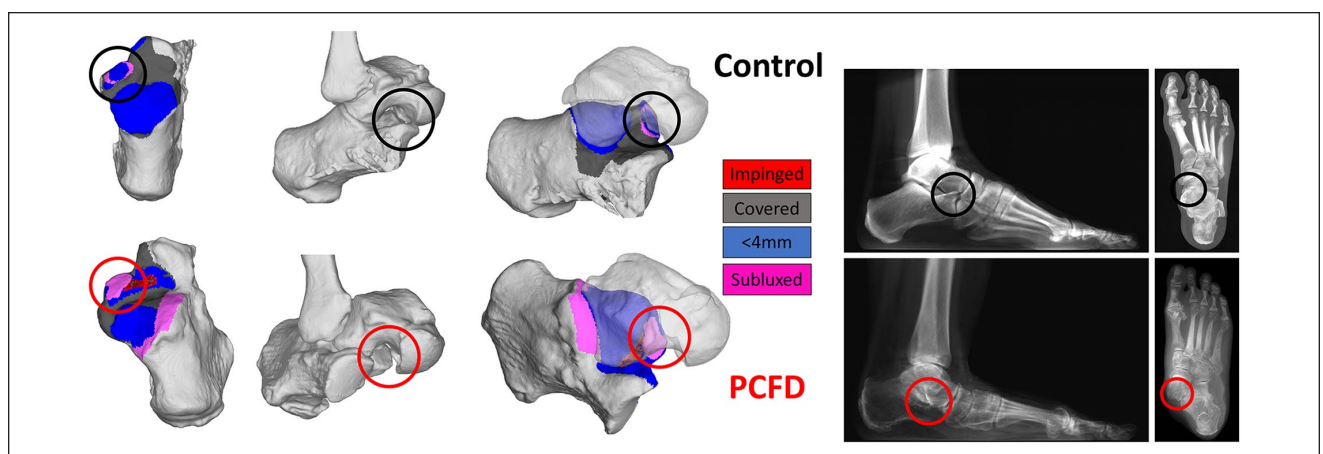 Control
Impinged
Covered
<4mm
Subluxed
PCFD